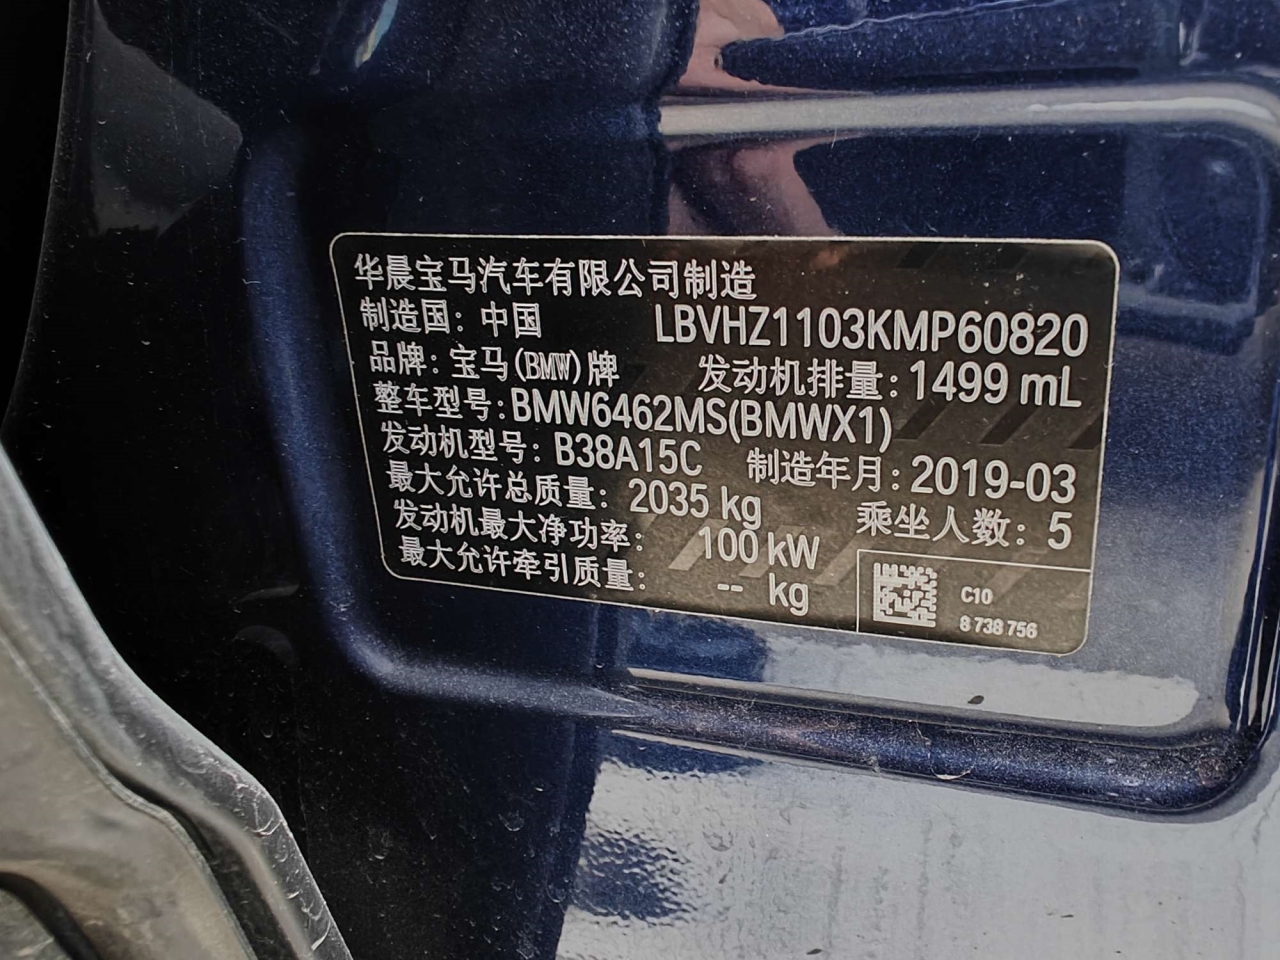 华晨宝马汽车有限公司制造
制造国：中国 LBVHZ1103KMP60820
品牌：宝马(BMW)牌 发动机排量：1499 mL
整车型号：BMW6462MS(BMWX1)
发动机型号：B38A15C 制造年月：2019-03
最大允许总质量：2035 kg 乘坐人数：5
发动机最大净功率：100 kW
最大允许牵引质量：-- kg
C10
8 738 756